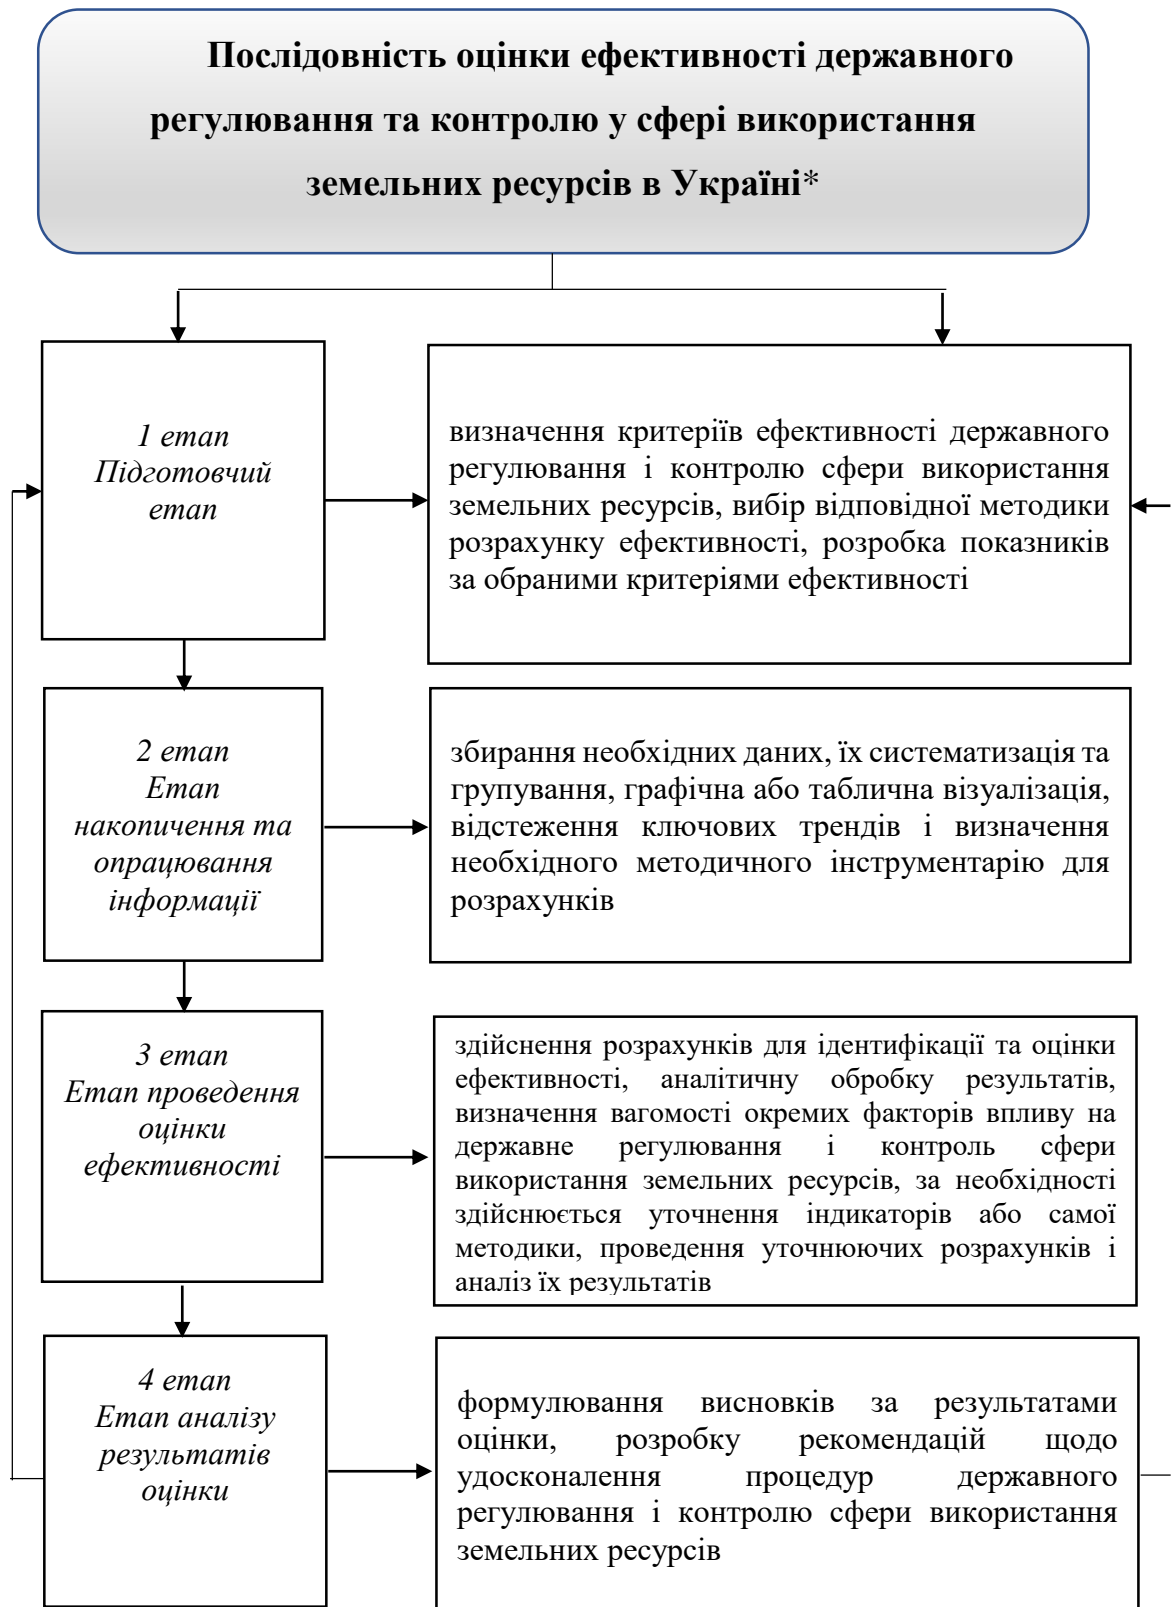 Послідовність оцінки ефективності державного
регулювання та контролю у сфері використання
земельних ресурсів в Україні*
1 етап
Підготовчий
етап
визначення критеріїв ефективності державного
регулювання і контролю сфери використання
земельних ресурсів, вибір відповідної методики
розрахунку ефективності, розробка показників
за обраними критеріями ефективності
2 етап
Етап
накопичення та
опрацювання
інформації
збирання необхідних даних, їх систематизація та
групування, графічна або таблична візуалізація,
відстеження ключових трендів і визначення
необхідного методичного інструментарію для
розрахунків
3 етап
Етап проведення
оцінки
ефективності
здійснення розрахунків для ідентифікації та оцінки
ефективності, аналітичну обробку результатів,
визначення вагомості окремих факторів впливу на
державне регулювання і контроль сфери
використання земельних ресурсів, за необхідності
здійснюється уточнення індикаторів або самої
методики, проведення уточнюючих розрахунків і
аналіз їх результатів
4 етап
Етап аналізу
результатів
оцінки
формулювання висновків за результатами
оцінки, розробку рекомендацій щодо
удосконалення процедур державного
регулювання і контролю сфери використання
земельних ресурсів